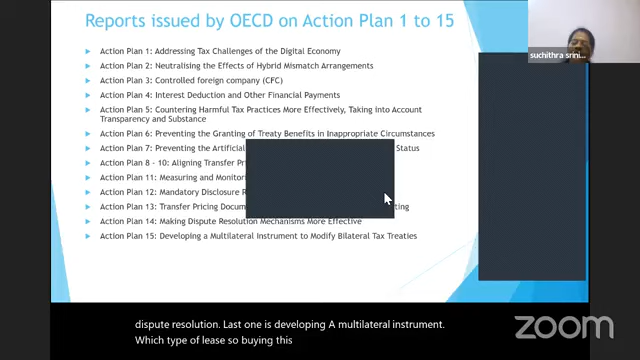 Reports issued by OECD on Action Plan 1 to 15
suchithra srini...
Action Plan 1: Addressing Tax Challenges of the Digital Economy
Action Plan 2: Neutralising the Effects of Hybrid Mismatch Arrangements
Action Plan 3: Controlled foreign company (CFC)
Action Plan 4: Interest Deduction and Other Financial Payments
Action Plan 5: Countering Harmful Tax Practices More Effectively, Taking into Account
Transparency and Substance
Action Plan 6: Preventing the Granting of Treaty Benefits in Inappropriate Circumstances
Action Plan 7: Preventing the Artificial Status
Action Plan 8 - 10: Aligning Transfer
Action Plan 11: Measuring and
Action Plan 12: Mandatory Disclosure
Action Plan 13: Transfer Pricing
Action Plan 14: Making Dispute Resolution Mechanisms More Effective
Action Plan 15: Developing a Multilateral Instrument to Modify Bilateral Tax Treaties
dispute resolution. Last one is developing A multilateral instrument.
Which type of lease so buying this
zoom